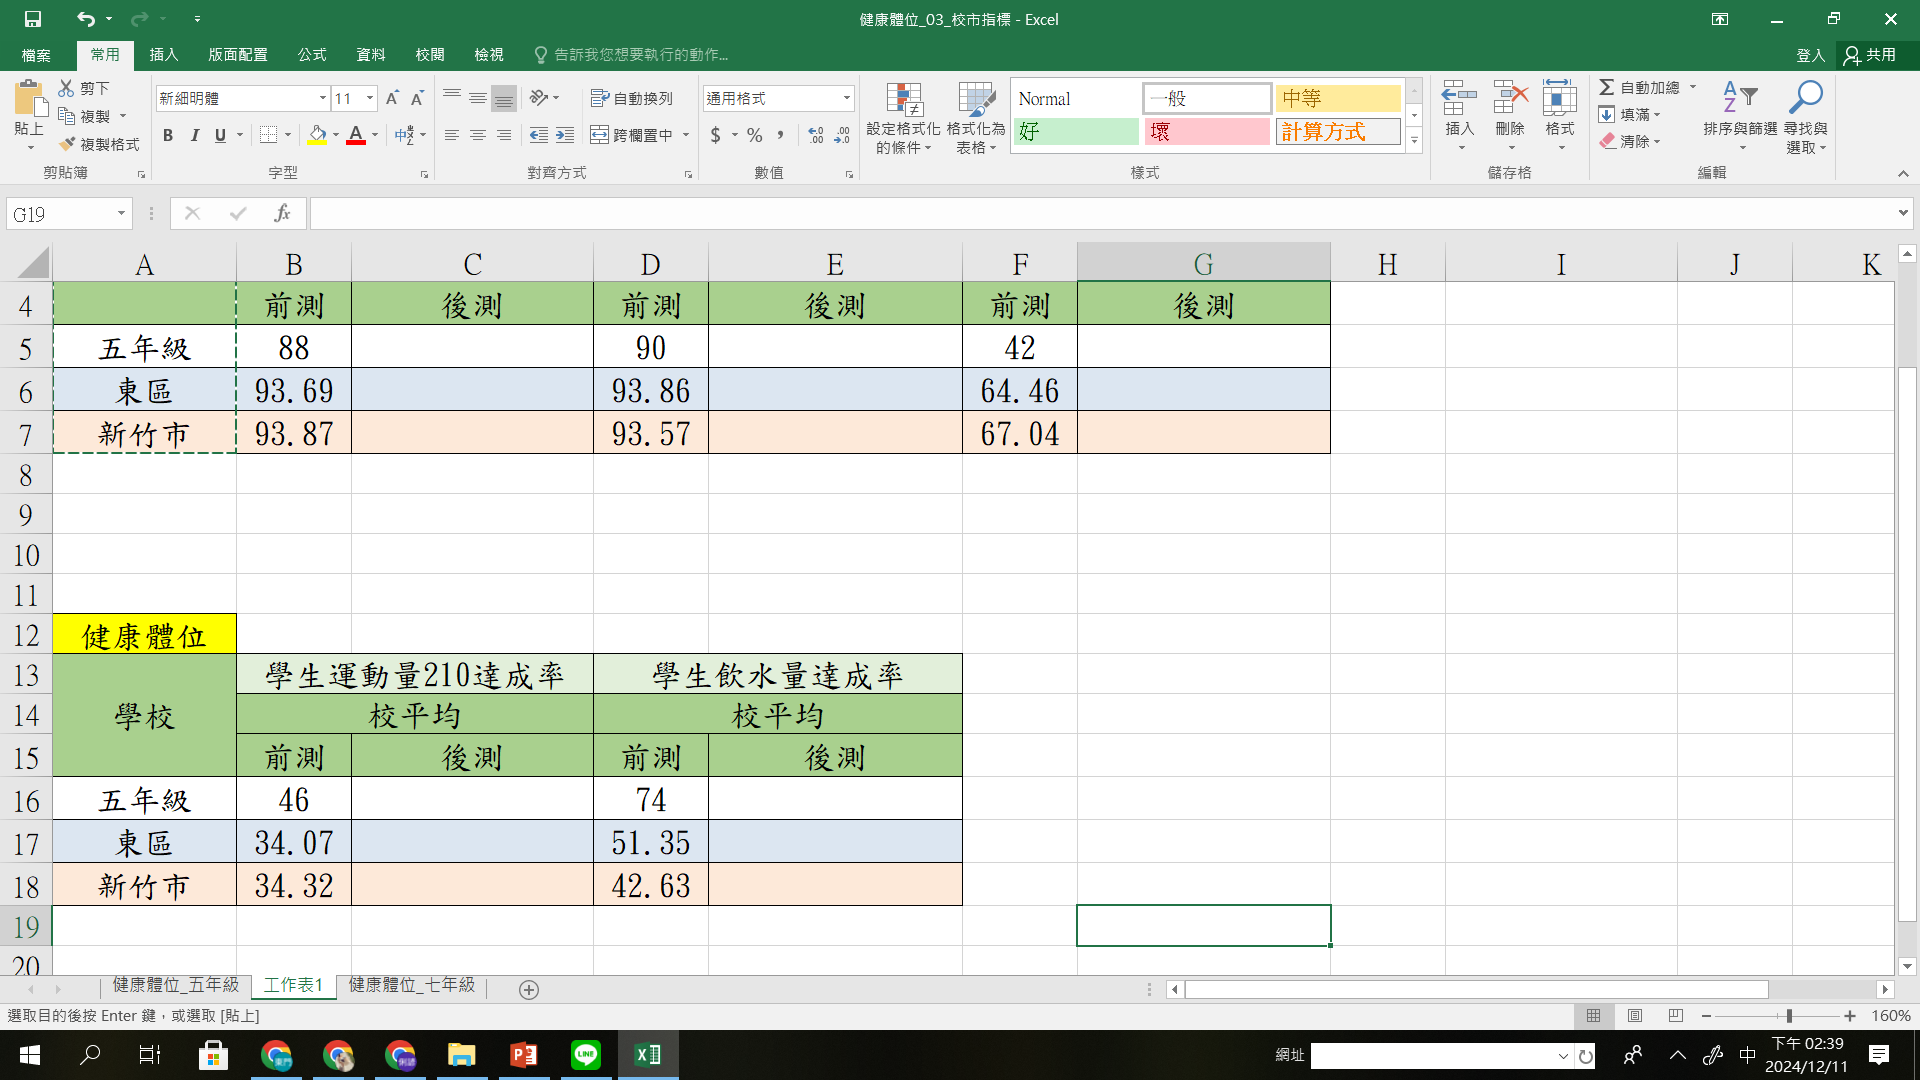 健康體位_03_校市指標 - Excel
檔案 常用 插入 版面配置 公式 資料 校閱 檢視 告訴我您想要執行的動作... 登入 共用
貼上 剪下 複製 複製格式 剪貼簿
新細明體 11 B I U A 中 字型
自動換列 跨欄置中 對齊方式
通用格式 $ % , 數值
設定格式化的條件 格式化為表格 Normal 一般 中等 好 壞 計算方式 樣式
插入 刪除 格式 儲存格
自動加總 填滿 清除 排序與篩選 尋找與選取 編輯
G19 fx
A B C D E F G H I J K
4 前測 後測 前測 後測 前測 後測
5 五年級 88 90 42
6 東區 93.69 93.86 64.46
7 新竹市 93.87 93.57 67.04
8
9
10
11
12 健康體位
13 學校 學生運動量210達成率 學生飲水量達成率
14 校平均 校平均
15 前測 後測 前測 後測
16 五年級 46 74
17 東區 34.07 51.35
18 新竹市 34.32 42.63
19
20
健康體位_五年級 工作表1 健康體位_七年級
選取目的後按 Enter 鍵，或選取 [貼上] 160%
網址 中 下午 02:39
2024/12/11